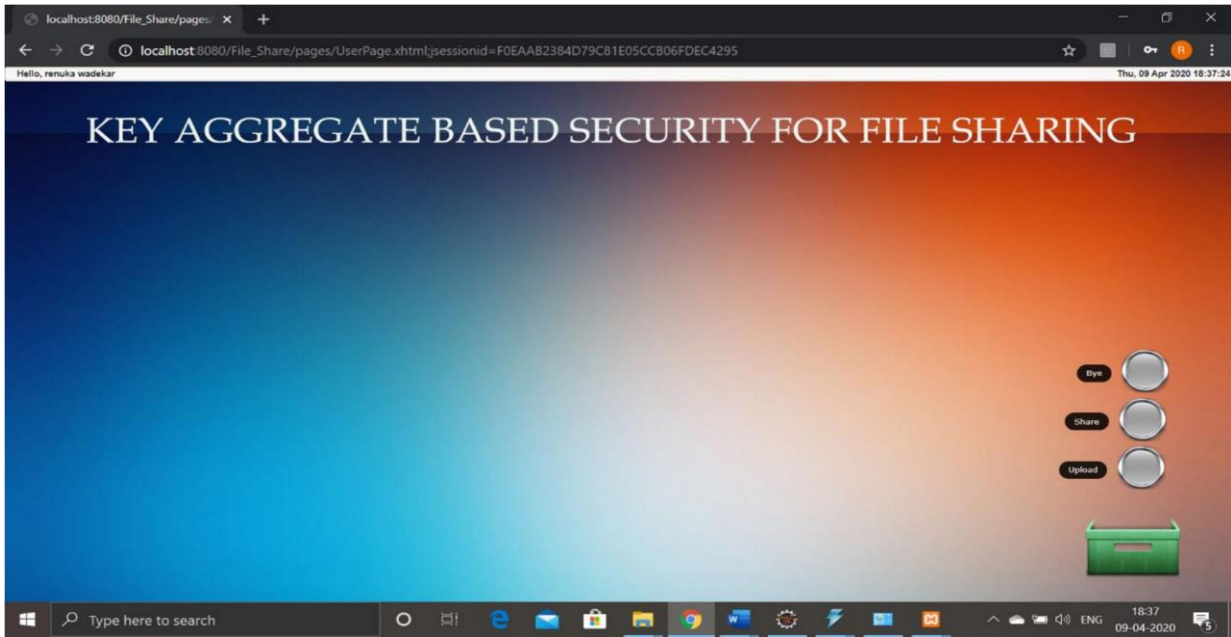 localhost:8080/File_Share/pages/
localhost:8080/File_Share/pages/UserPage.xhtml;jsessionid=F0EAAB2384D79C81E05CCB06FDEC4295
R
Hello, renuka wadekar
Thu, 09 Apr 2020 18:37:24
KEY AGGREGATE BASED SECURITY FOR FILE SHARING
Bye
Share
Upload
Type here to search
ENG
18:37
09-04-2020
5